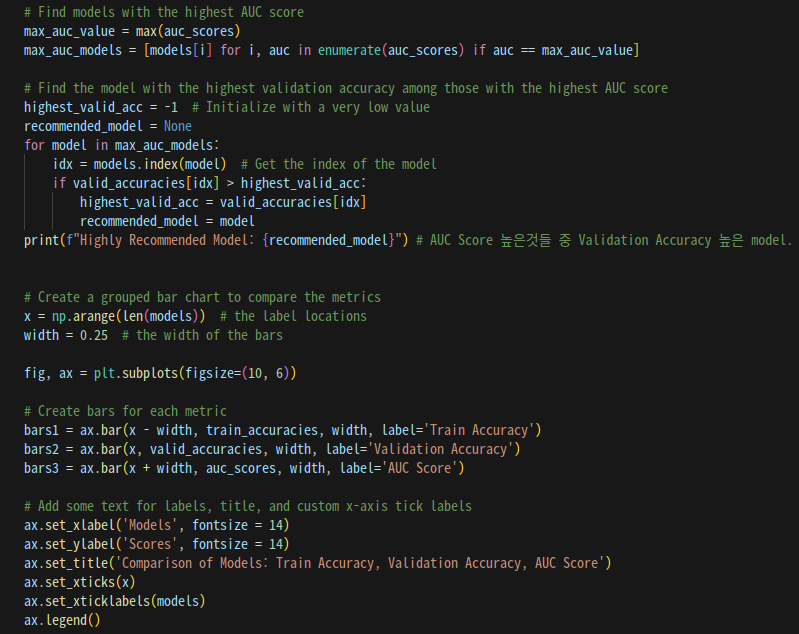 # Find models with the highest AUC score
max_auc_value = max(auc_scores)
max_auc_models = [models[i] for i, auc in enumerate(auc_scores) if auc == max_auc_value]
# Find the model with the highest validation accuracy among those with the highest AUC score
highest_valid_acc = -1  # Initialize with a very low value
recommended_model = None
for model in max_auc_models:
    idx = models.index(model)  # Get the index of the model
    if valid_accuracies[idx] > highest_valid_acc:
        highest_valid_acc = valid_accuracies[idx]
        recommended_model = model
print(f"Highly Recommended Model: {recommended_model}") # AUC Score 높은것들 중 Validation Accuracy 높은 model.
# Create a grouped bar chart to compare the metrics
x = np.arange(len(models))  # the label locations
width = 0.25  # the width of the bars
fig, ax = plt.subplots(figsize=(10, 6))
# Create bars for each metric
bars1 = ax.bar(x - width, train_accuracies, width, label='Train Accuracy')
bars2 = ax.bar(x, valid_accuracies, width, label='Validation Accuracy')
bars3 = ax.bar(x + width, auc_scores, width, label='AUC Score')
# Add some text for labels, title, and custom x-axis tick labels
ax.set_xlabel('Models', fontsize = 14)
ax.set_ylabel('Scores', fontsize = 14)
ax.set_title('Comparison of Models: Train Accuracy, Validation Accuracy, AUC Score')
ax.set_xticks(x)
ax.set_xticklabels(models)
ax.legend()